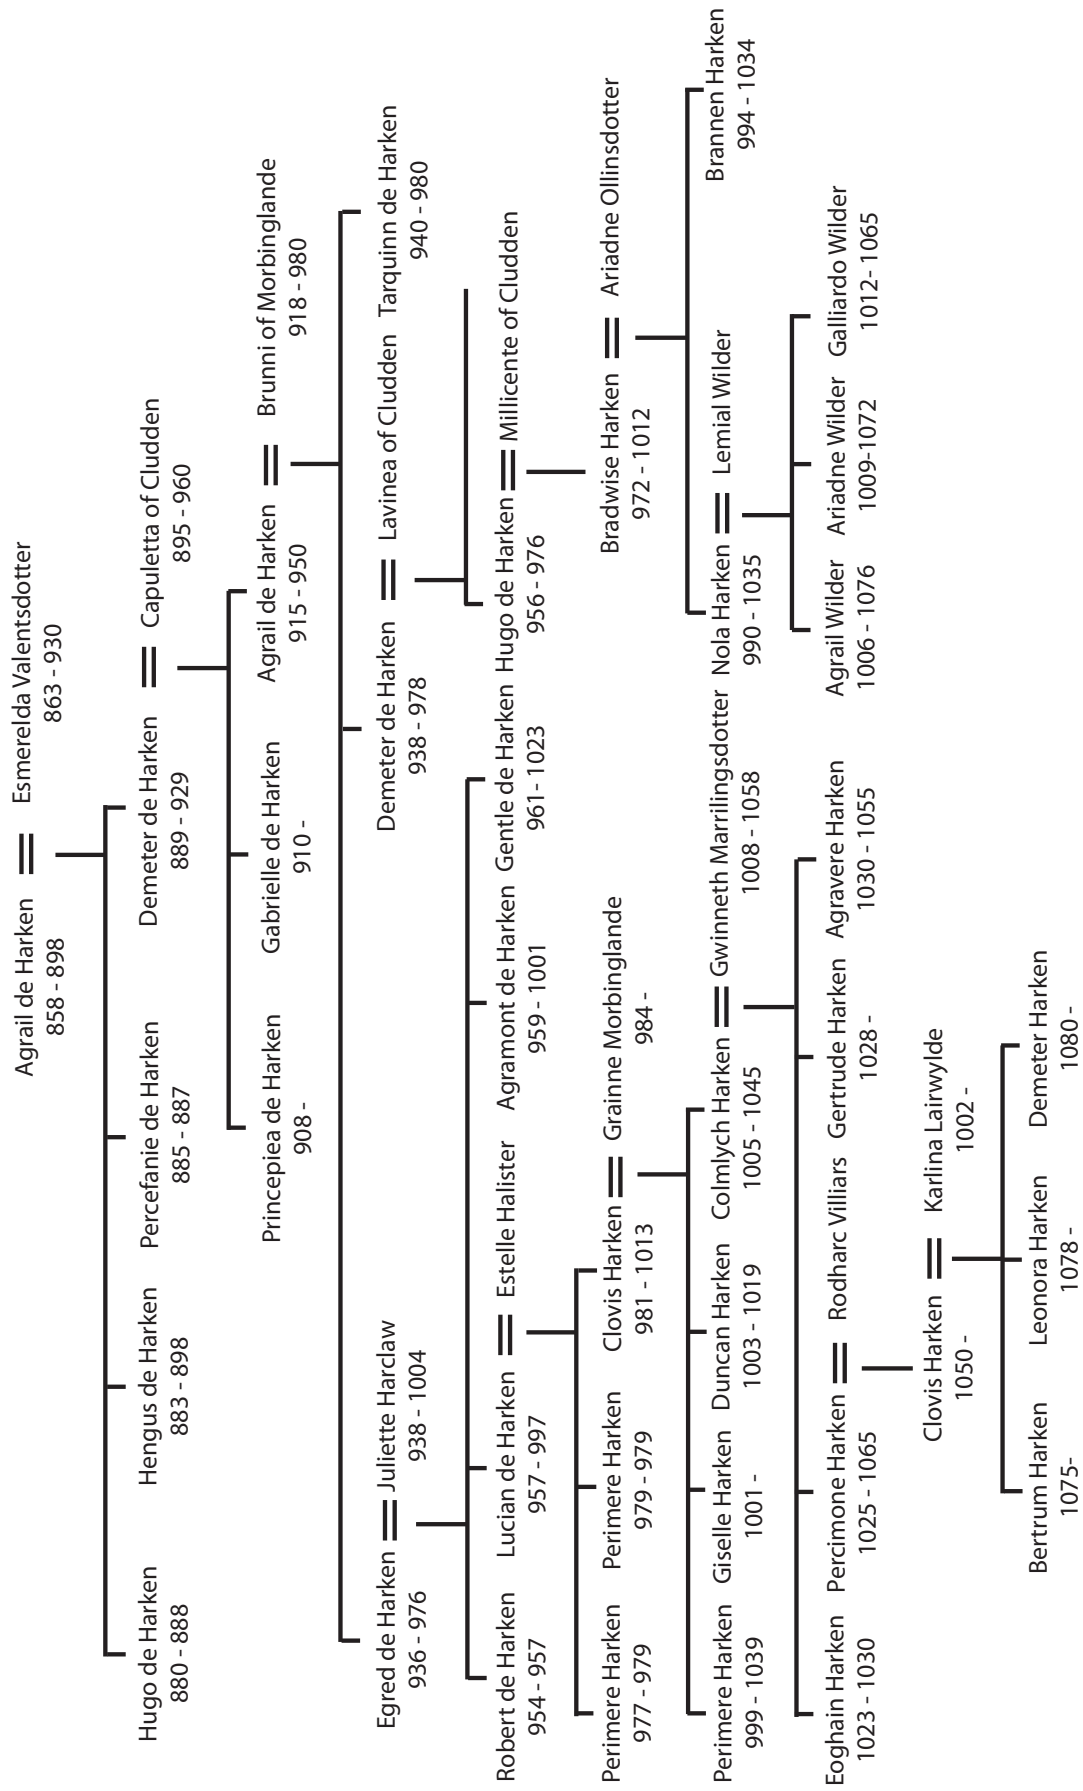 Agrail de Harken
858 - 898
Esmerelda Valentsdotter
863 - 930
Hugo de Harken
880 - 888
Hengus de Harken
883 - 898
Percefanie de Harken
885 - 887
Demeter de Harken
889 - 929
Capuletta of Cludden
895 - 960
Princepiea de Harken
908 -
Gabrielle de Harken
910 -
Agrail de Harken
915 - 950
Brunni of Morbinglande
918 - 980
Egred de Harken
936 - 976
Juliette Harclaw
938 - 1004
Demeter de Harken
938 - 978
Lavinea of Cludden
Tarquinn de Harken
940 - 980
Robert de Harken
954 - 957
Lucian de Harken
957 - 997
Estelle Halister
Agramont de Harken
959 - 1001
Gentle de Harken
961- 1023
Hugo de Harken
956 - 976
Millicente of Cludden
Perimere Harken
977 - 979
Perimere Harken
979 - 979
Clovis Harken
981 - 1013
Grainne Morbinglande
984 -
Bradwise Harken
972 - 1012
Ariadne Ollinsdotter
Perimere Harken
999 - 1039
Giselle Harken
1001 -
Duncan Harken
1003 - 1019
Colmlych Harken
1005 - 1045
Gwinneth Marrilingsdotter
1008 - 1058
Nola Harken
990 - 1035
Lemial Wilder
Brannen Harken
994 - 1034
Eoghain Harken
1023 - 1030
Percimone Harken
1025 - 1065
Rodharc Villiars
Gertrude Harken
1028 -
Agravere Harken
1030 - 1055
Agrail Wilder
1006 - 1076
Ariadne Wilder
1009-1072
Galliardo Wilder
1012- 1065
Clovis Harken
1050 -
Karlina Lairwylde
1002 -
Bertrum Harken
1075-
Leonora Harken
1078 -
Demeter Harken
1080 -